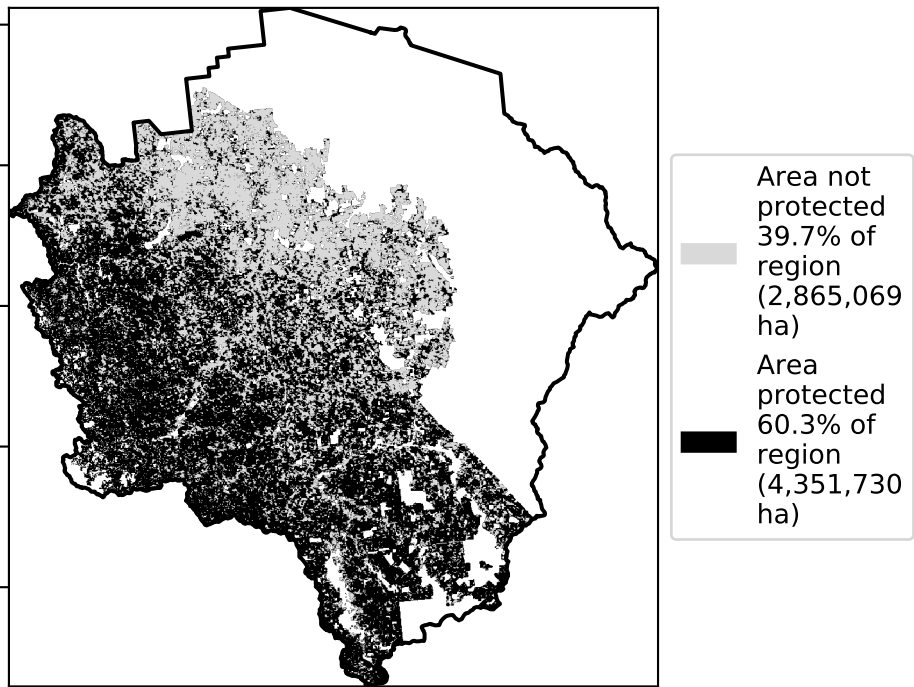 Area not
protected
39.7% of
region
(2,865,069
ha)
Area
protected
60.3% of
region
(4,351,730
ha)